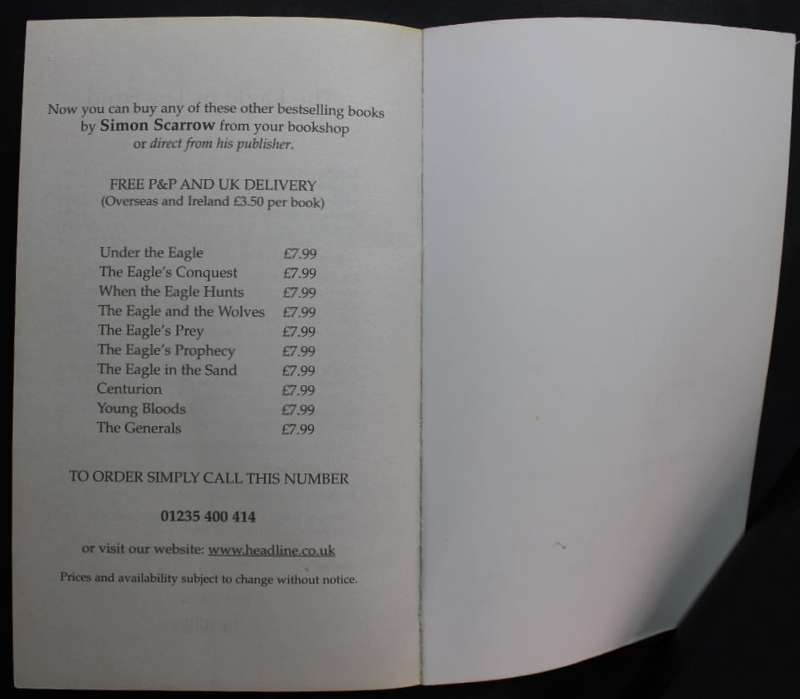 Now you can buy any of these other bestselling books
by Simon Scarrow from your bookshop
or direct from his publisher.
FREE P&P AND UK DELIVERY
(Overseas and Ireland £3.50 per book)
Under the Eagle £7.99
The Eagle's Conquest £7.99
When the Eagle Hunts £7.99
The Eagle and the Wolves £7.99
The Eagle's Prey £7.99
The Eagle's Prophecy £7.99
The Eagle in the Sand £7.99
Centurion £7.99
Young Bloods £7.99
The Generals £7.99
TO ORDER SIMPLY CALL THIS NUMBER
01235 400 414
or visit our website: www.headline.co.uk
Prices and availability subject to change without notice.